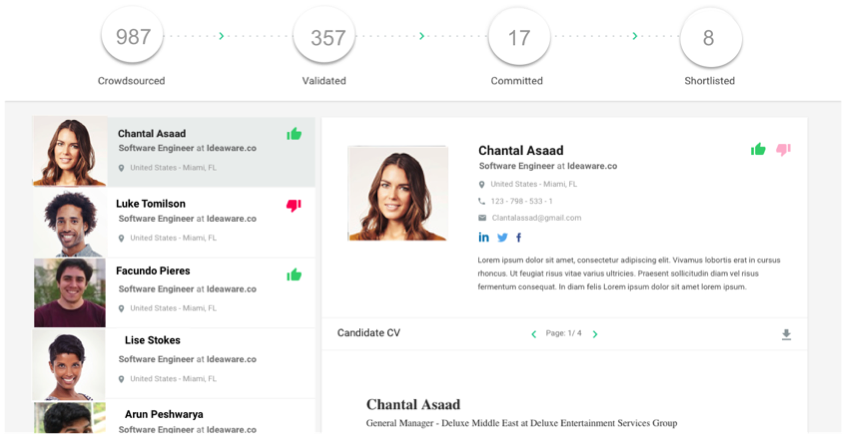 987
357
17
8
Crowdsourced
Validated
Committed
Shortlisted
Chantal Asaad
Software Engineer at Ideaware.co
United States - Miami, FL
Luke Tomilson
Software Engineer at Ideaware.co
United States - Miami, FL
Facundo Pieres
Software Engineer at Ideaware.co
United States - Miami, FL
Lise Stokes
Software Engineer at Ideaware.co
United States - Miami, FL
Arun Peshwarya
Software Engineer at Ideaware.co
Chantal Asaad
Software Engineer at Ideaware.co
United States - Miami, FL
123 - 798 - 533 - 1
Clantalassad@gmail.com
in f
Lorem ipsum dolor sit amet, consectetur adipiscing elit. Vivamus lobortis erat in cursus
rhoncus. Ut feugiat risus vitae varius ultricies. Praesent sollicitudin diam vel risus
fermentum consequat. In diam felis Lorem ipsum dolor sit amet lorem ipsum.
Candidate CV
Page: 1/ 4
Chantal Asaad
General Manager - Deluxe Middle East at Deluxe Entertainment Services Group